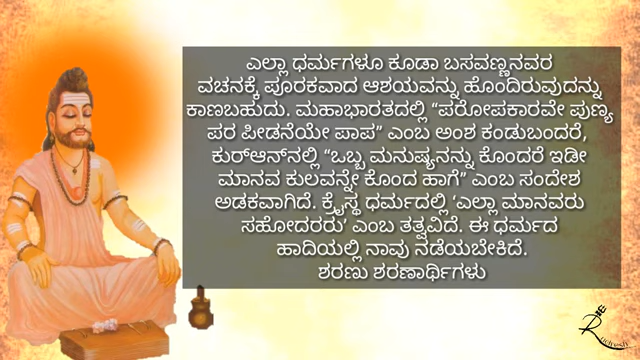 ಎಲ್ಲಾ ಧರ್ಮಗಳೂ ಕೂಡಾ ಬಸವಣ್ಣನವರ
ವಚನಕ್ಕೆ ಪೂರಕವಾದ ಆಶಯವನ್ನು ಹೊಂದಿರುವುದನ್ನು
ಕಾಣಬಹುದು. ಮಹಾಭಾರತದಲ್ಲಿ “ಪರೋಪಕಾರವೇ ಪುಣ್ಯ
ಪರ ಪೀಡನೆಯೇ ಪಾಪ” ಎಂಬ ಅಂಶ ಕಂಡುಬಂದರೆ,
ಕುರ್‌ಆನ್‌ನಲ್ಲಿ “ಒಬ್ಬ ಮನುಷ್ಯನನ್ನು ಕೊಂದರೆ ಇಡೀ
ಮಾನವ ಕುಲವನ್ನೇ ಕೊಂದ ಹಾಗೆ” ಎಂಬ ಸಂದೇಶ
ಅಡಕವಾಗಿದೆ. ಕ್ರೈಸ್ಥ ಧರ್ಮದಲ್ಲಿ ‘ಎಲ್ಲಾ ಮಾನವರು
ಸಹೋದರರು’ ಎಂಬ ತತ್ವವಿದೆ. ಈ ಧರ್ಮದ
ಹಾದಿಯಲ್ಲಿ ನಾವು ನಡೆಯಬೇಕಿದೆ.
ಶರಣು ಶರಣಾರ್ಥಿಗಳು